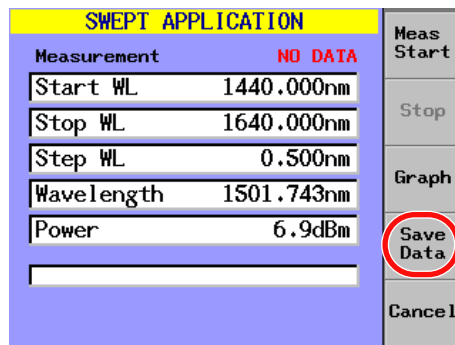 SWEPT APPLICATION
Measurement NO DATA
Start WL 1440.000nm
Stop WL 1640.000nm
Step WL 0.500nm
Wavelength 1501.743nm
Power 6.9dBm
Meas
Start
Stop
Graph
Save
Data
Cancel